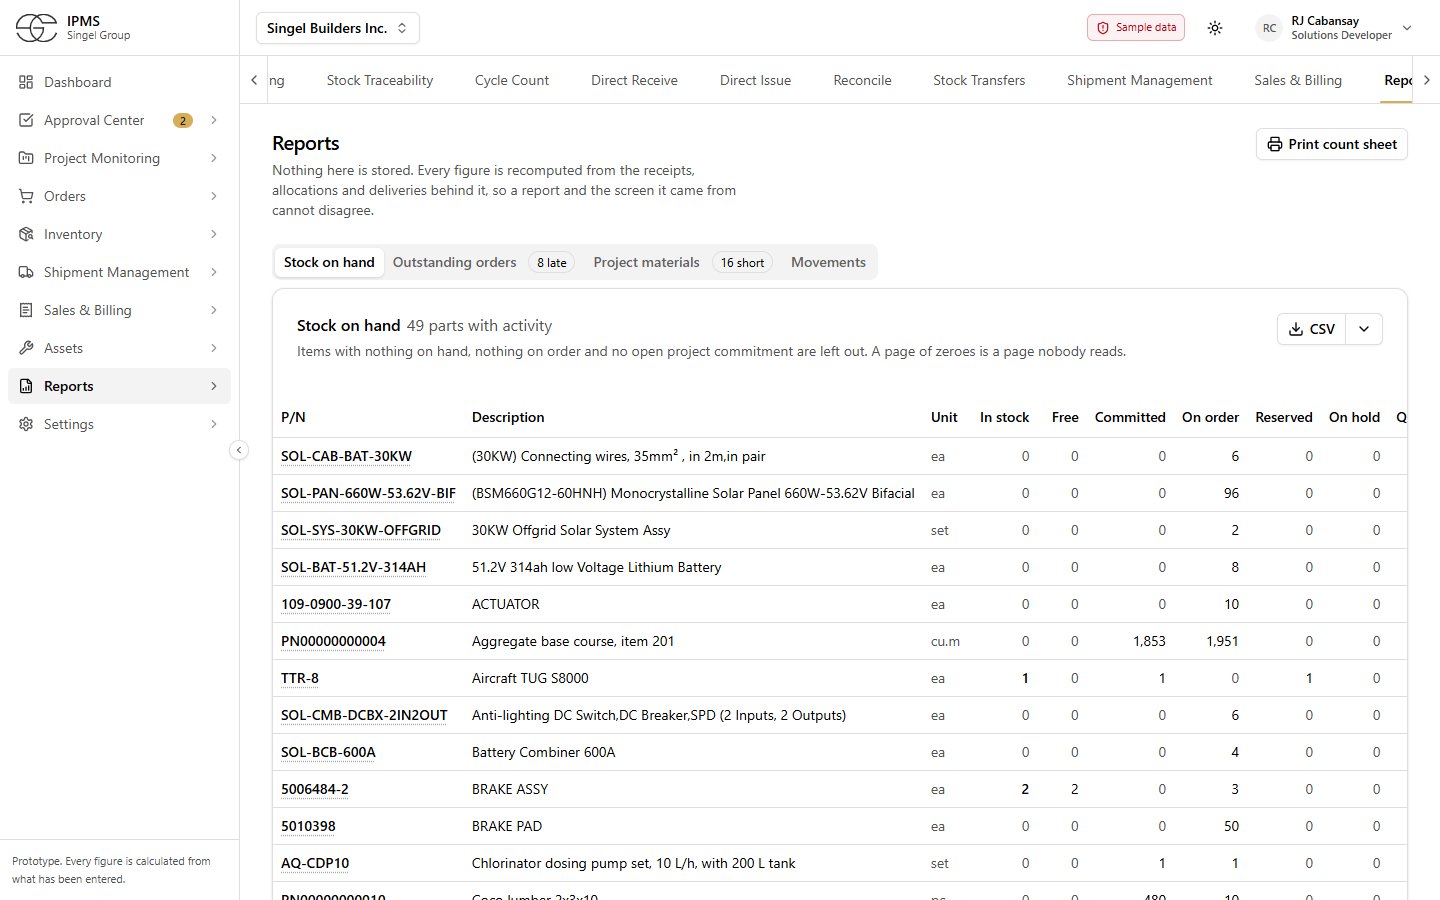 IPMS
Singel Group
Singel Builders Inc.
Sample data
RC
RJ Cabansay
Solutions Developer
Dashboard
Approval Center 2
Project Monitoring
Orders
Inventory
Shipment Management
Sales & Billing
Assets
Reports
Settings
Prototype. Every figure is calculated from
what has been entered.
ng Stock Traceability Cycle Count Direct Receive Direct Issue Reconcile Stock Transfers Shipment Management Sales & Billing Repo
Reports
Print count sheet
Nothing here is stored. Every figure is recomputed from the receipts,
allocations and deliveries behind it, so a report and the screen it came from
cannot disagree.
Stock on hand Outstanding orders 8 late Project materials 16 short Movements
Stock on hand 49 parts with activity
CSV
Items with nothing on hand, nothing on order and no open project commitment are left out. A page of zeroes is a page nobody reads.
P/N Description Unit In stock Free Committed On order Reserved On hold Q
SOL-CAB-BAT-30KW (30KW) Connecting wires, 35mm² , in 2m,in pair ea 0 0 0 6 0 0
SOL-PAN-660W-53.62V-BIF (BSM660G12-60HNH) Monocrystalline Solar Panel 660W-53.62V Bifacial ea 0 0 0 96 0 0
SOL-SYS-30KW-OFFGRID 30KW Offgrid Solar System Assy set 0 0 0 2 0 0
SOL-BAT-51.2V-314AH 51.2V 314ah low Voltage Lithium Battery ea 0 0 0 8 0 0
109-0900-39-107 ACTUATOR ea 0 0 0 10 0 0
PN00000000004 Aggregate base course, item 201 cu.m 0 0 1,853 1,951 0 0
TTR-8 Aircraft TUG S8000 ea 1 0 1 0 1 0
SOL-CMB-DCBX-2IN2OUT Anti-lighting DC Switch,DC Breaker,SPD (2 Inputs, 2 Outputs) ea 0 0 0 6 0 0
SOL-BCB-600A Battery Combiner 600A ea 0 0 0 4 0 0
5006484-2 BRAKE ASSY ea 2 2 0 3 0 0
5010398 BRAKE PAD ea 0 0 0 50 0 0
AQ-CDP10 Chlorinator dosing pump set, 10 L/h, with 200 L tank set 0 0 1 1 0 0
PN00000000010 Coco lumber 2x3x10 pc 0 0 480 10 0 0